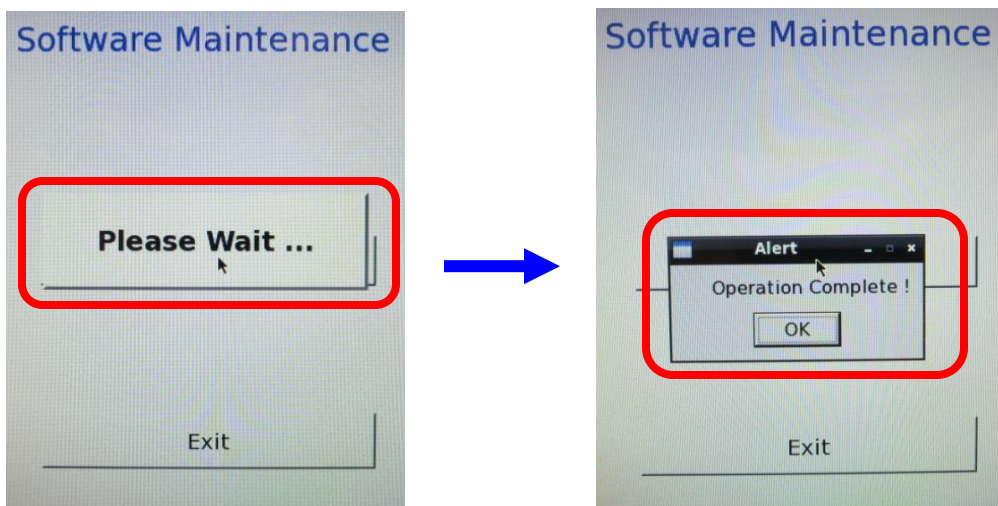 Software Maintenance
Please Wait ...
Exit
Software Maintenance
Alert
Operation Complete !
OK
Exit